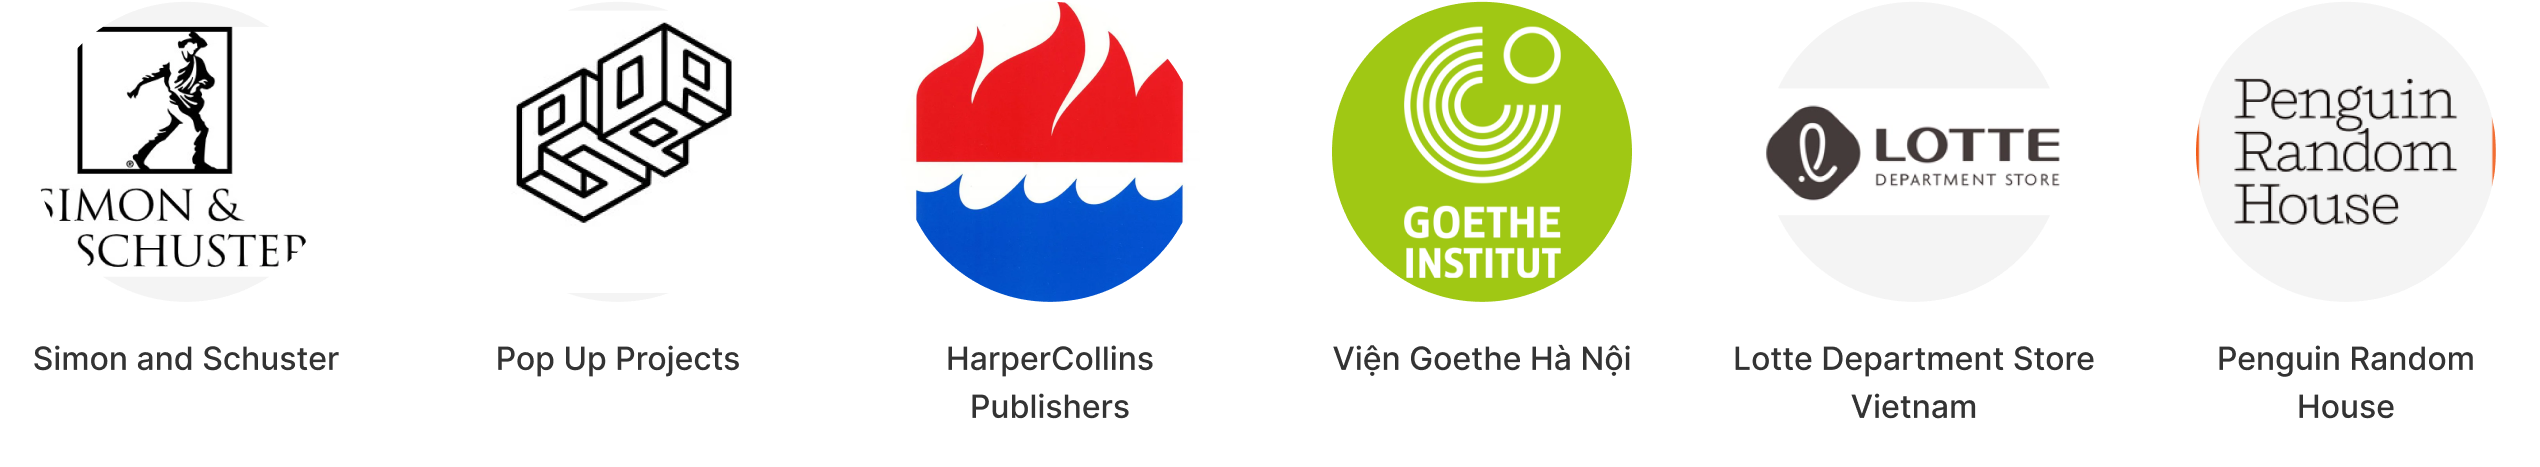 SIMON &
SCHUSTER
POP
UP
GOETHE
INSTITUT
LOTTE
DEPARTMENT STORE
Penguin
Random
House
Simon and Schuster
Pop Up Projects
HarperCollins
Publishers
Viện Goethe Hà Nội
Lotte Department Store
Vietnam
Penguin Random
House